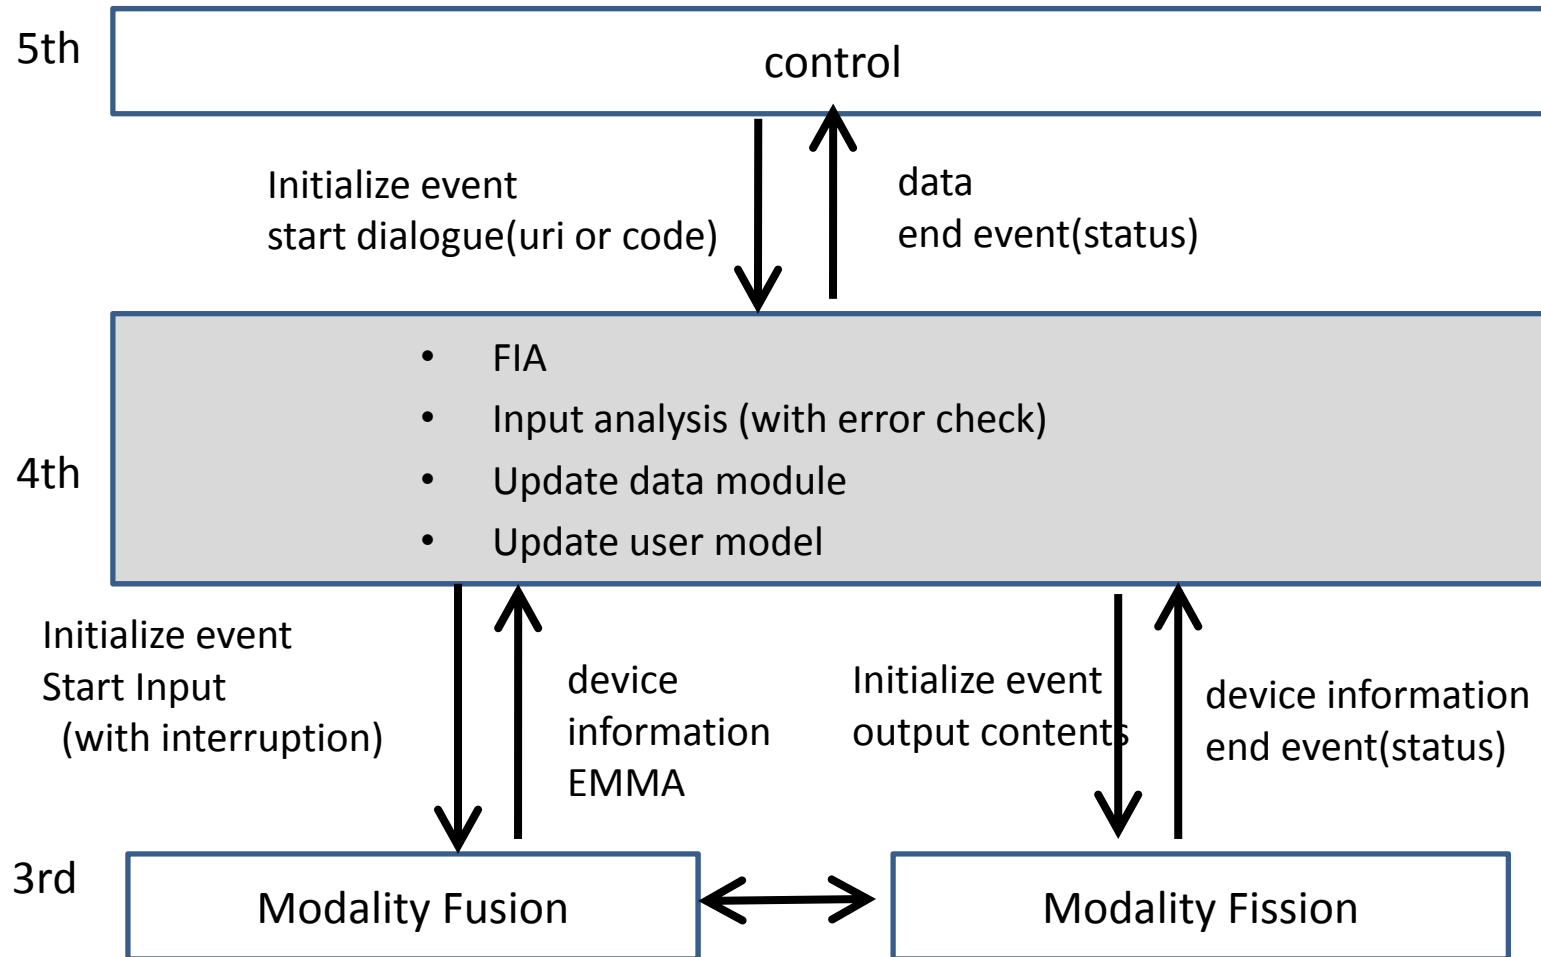 5th
control
Initialize event
start dialogue(uri or code)
data
end event(status)
4th
• FIA
• Input analysis (with error check)
• Update data module
• Update user model
Initialize event
Start Input
(with interruption)
device
information
EMMA
Initialize event
output contents
device information
end event(status)
3rd
Modality Fusion
Modality Fission